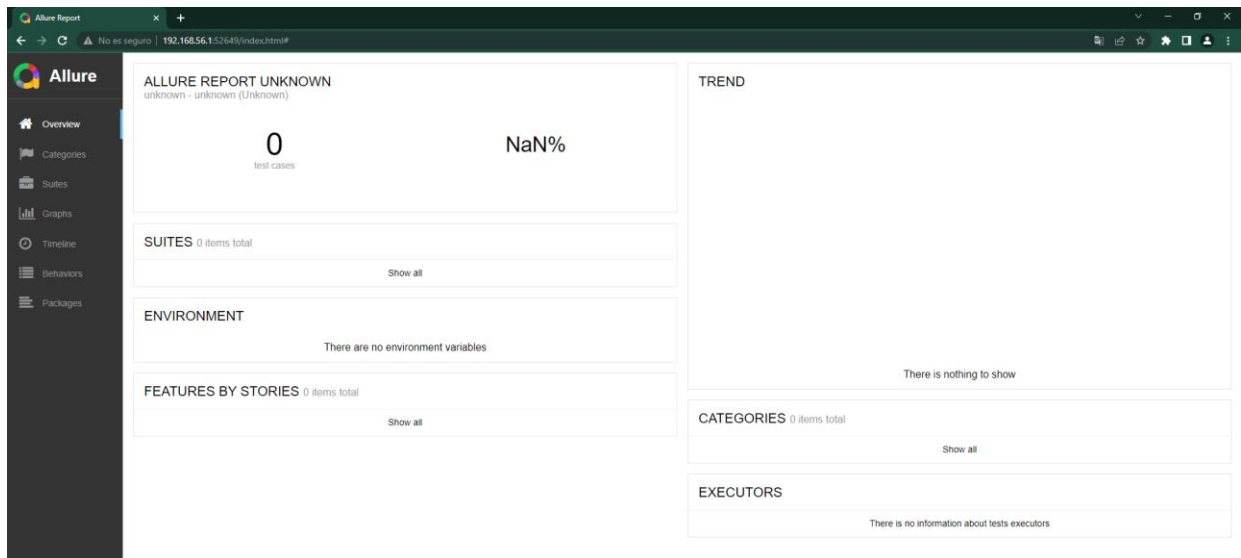 Allure Report
No es seguro | 192.168.56.1:52649/index.html#
Allure
Overview
Categories
Suites
Graphs
Timeline
Behaviors
Packages
ALLURE REPORT UNKNOWN
unknown - unknown (Unknown)
0
test cases
NaN%
SUITES 0 items total
Show all
ENVIRONMENT
There are no environment variables
FEATURES BY STORIES 0 items total
Show all
TREND
There is nothing to show
CATEGORIES 0 items total
Show all
EXECUTORS
There is no information about tests executors